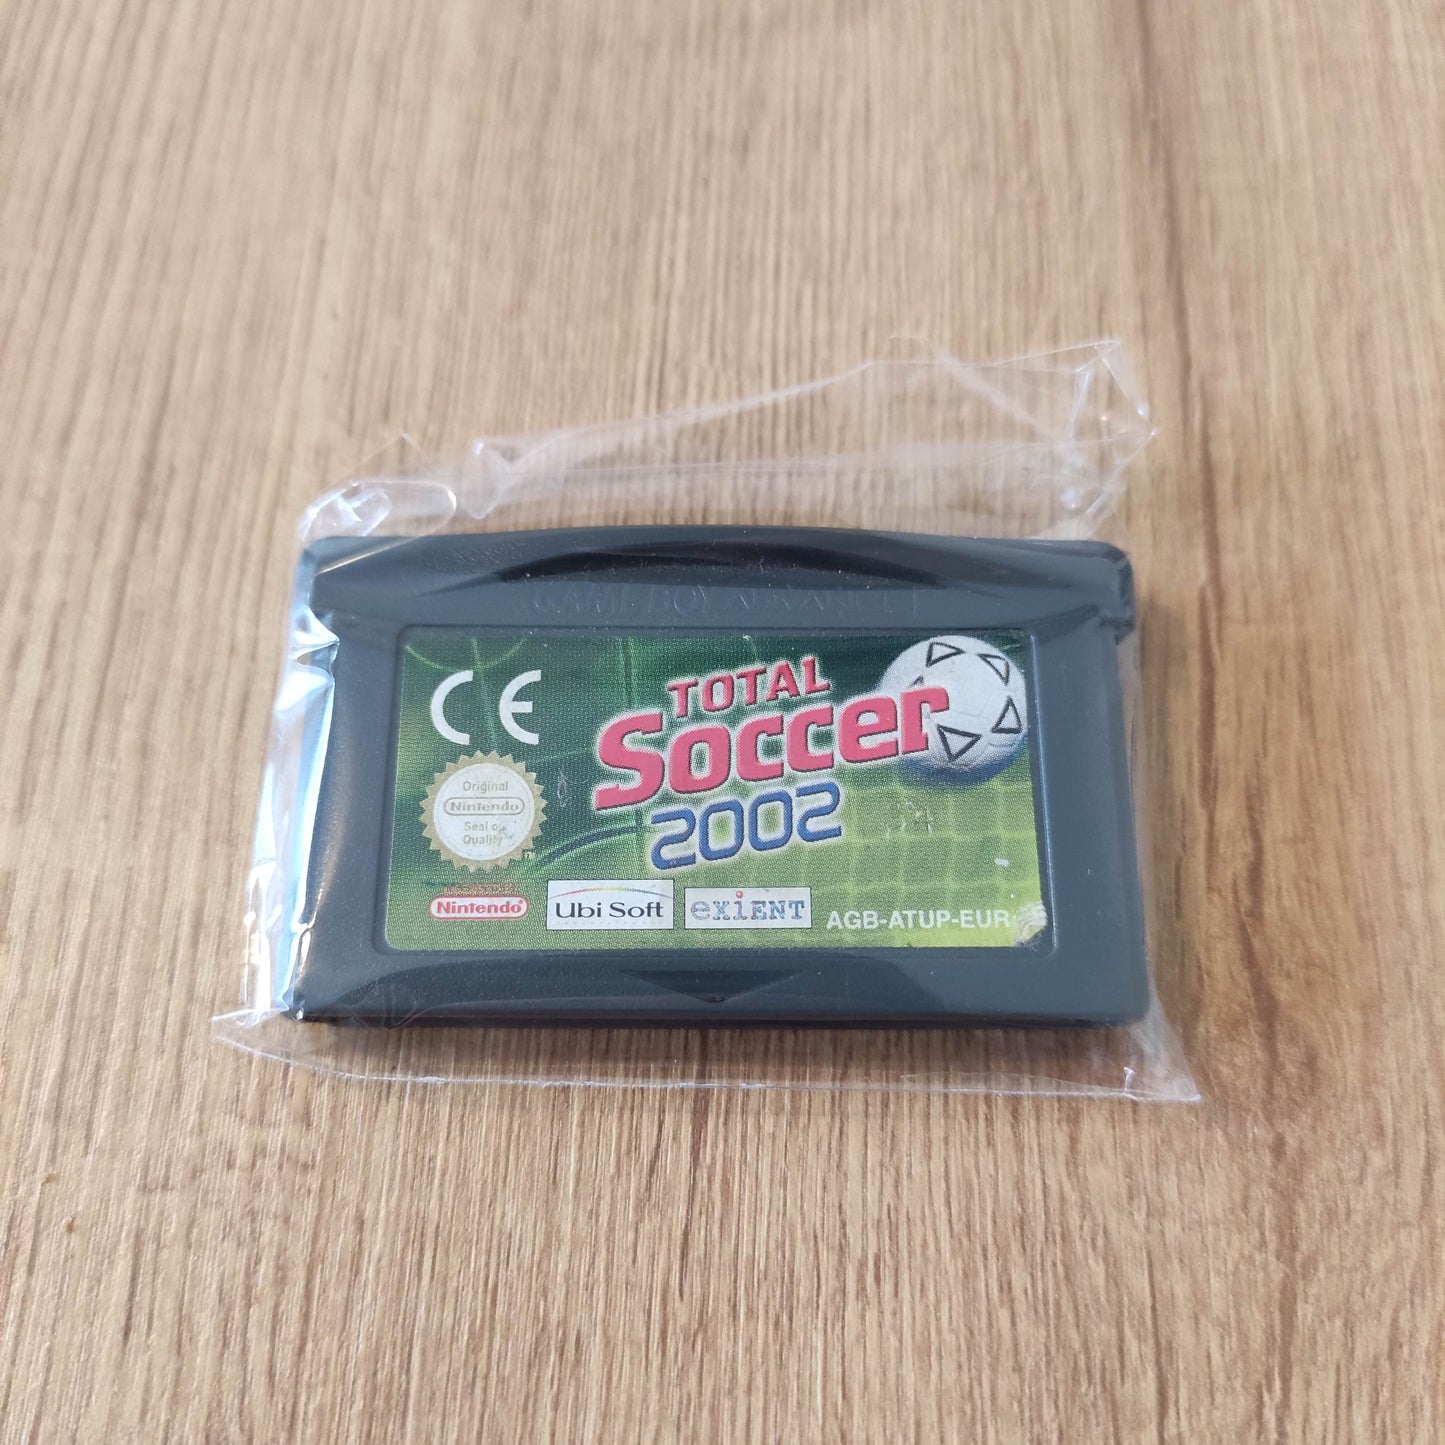 GAME BOY ADVANCE
CE
TOTAL
Soccer
2002
Original
Nintendo
Seal of
Quality
Nintendo
Ubi Soft
exiENT
AGB-ATUP-EUR